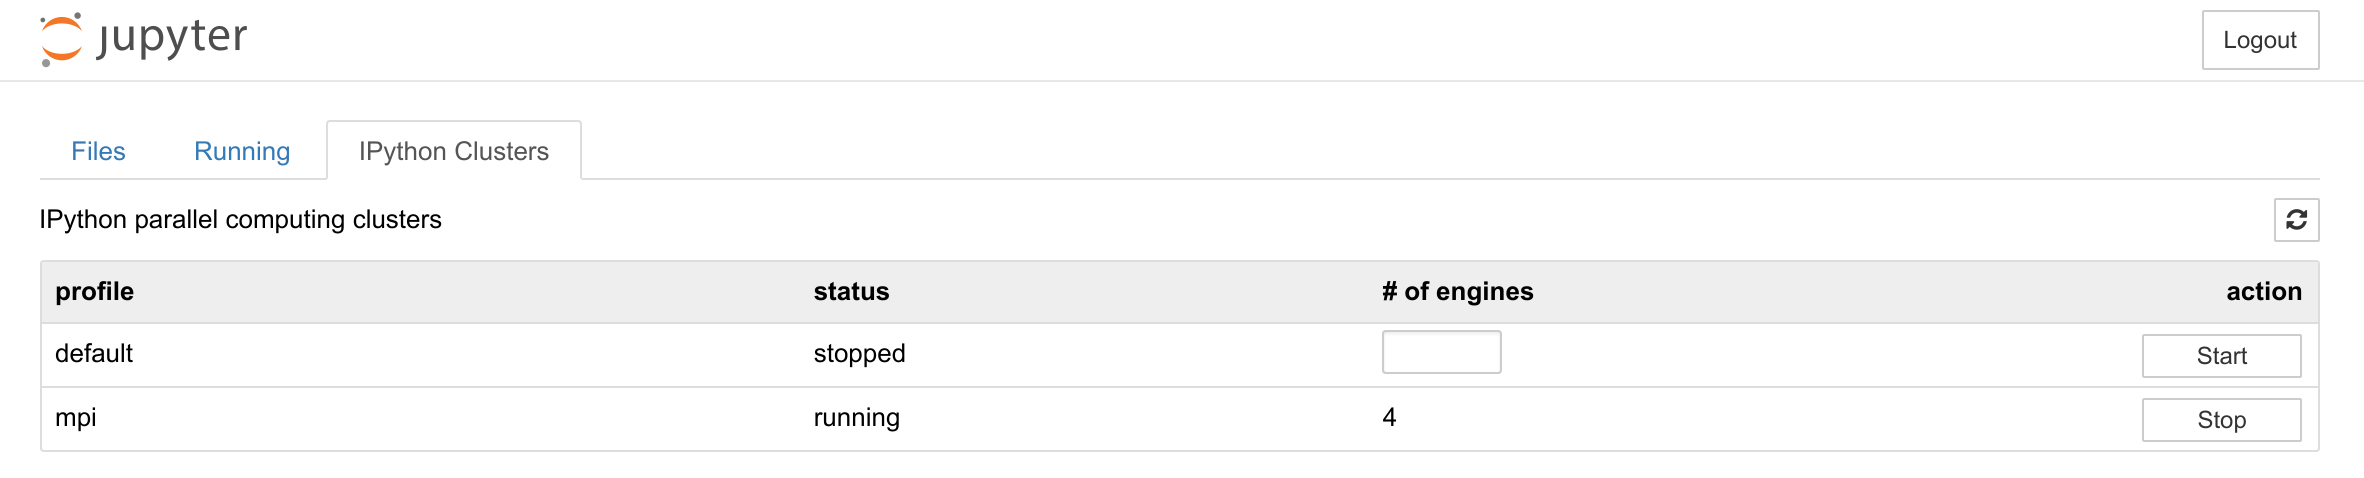 jupyter
Logout
Files Running IPython Clusters
IPython parallel computing clusters
profile status # of engines action
default stopped Start
mpi running 4 Stop